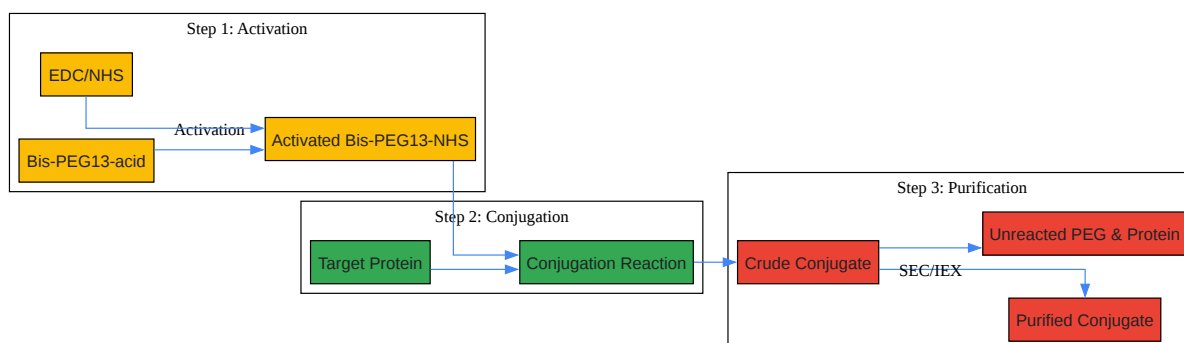 Step 1: Activation
EDC/NHS
Activation
Bis-PEG13-acid
Activated Bis-PEG13-NHS
Step 2: Conjugation
Target Protein
Conjugation Reaction
Step 3: Purification
Crude Conjugate
Unreacted PEG & Protein
SEC/IEX
Purified Conjugate